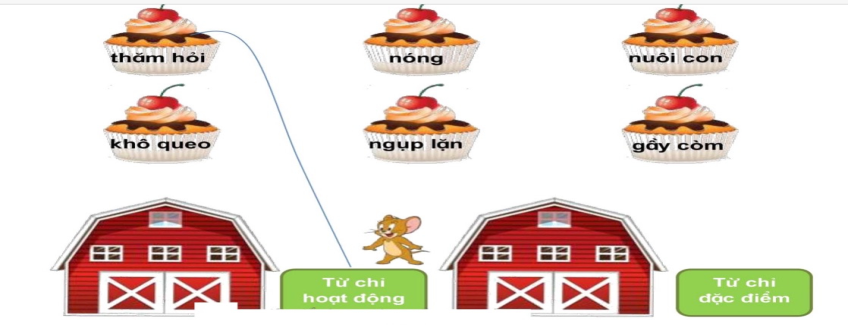 thăm hỏi nóng nuôi con
khô queo ngụp lặn gầy còm
Từ chỉ
hoạt động
Từ chỉ
đặc điểm